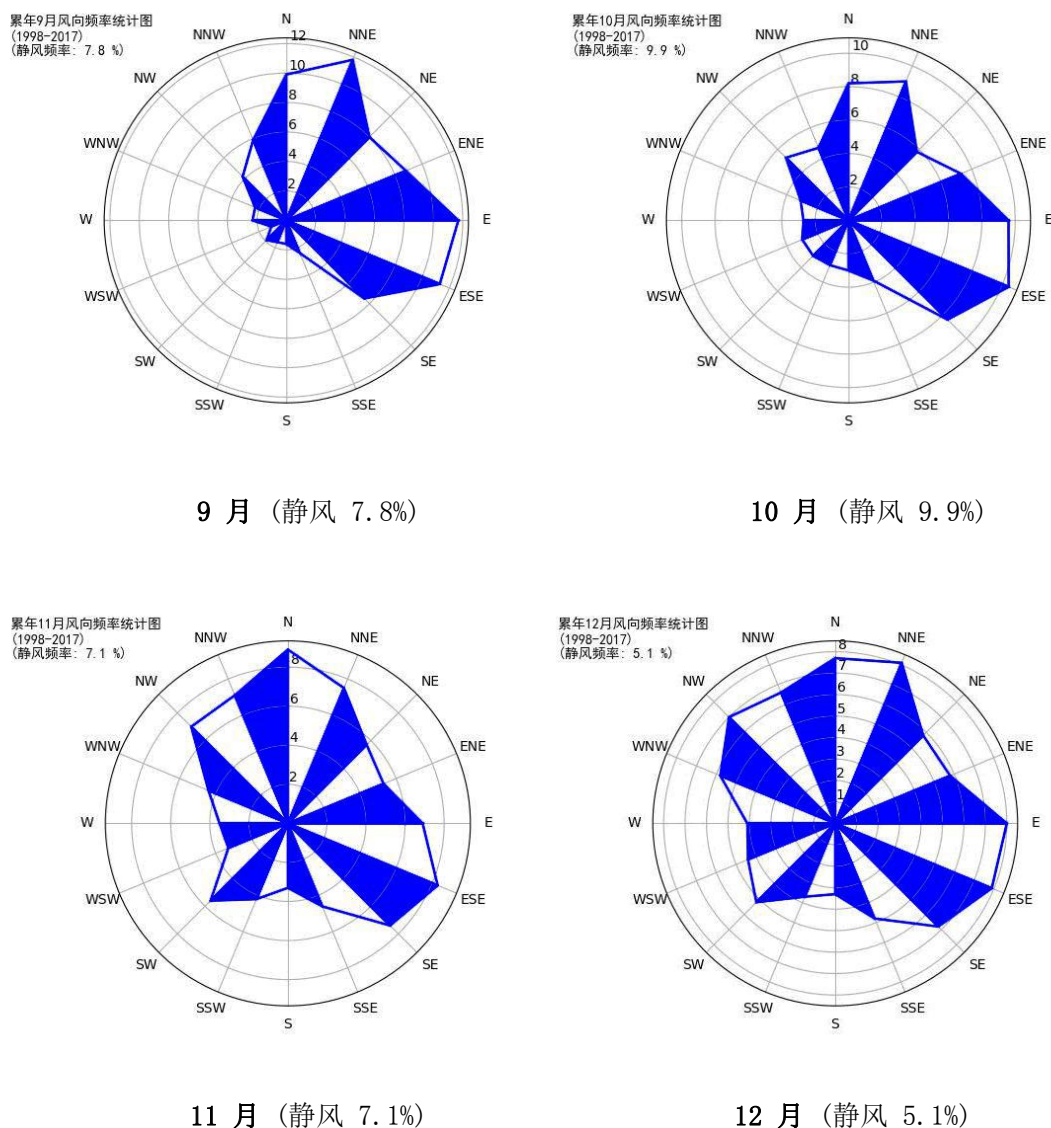 累年9月风向频率统计图
(1998-2017)
(静风频率: 7.8 %)
N
NNE
NE
ENE
E
ESE
SE
SSE
S
SSW
SW
WSW
W
WNW
NW
NNW
12
10
8
6
4
2
9 月 (静风 7.8%)
累年10月风向频率统计图
(1998-2017)
(静风频率: 9.9 %)
N
NNE
NE
ENE
E
ESE
SE
SSE
S
SSW
SW
WSW
W
WNW
NW
NNW
10
8
6
4
2
10 月 (静风 9.9%)
累年11月风向频率统计图
(1998-2017)
(静风频率: 7.1 %)
N
NNE
NE
ENE
E
ESE
SE
SSE
S
SSW
SW
WSW
W
WNW
NW
NNW
8
6
4
2
11 月 (静风 7.1%)
累年12月风向频率统计图
(1998-2017)
(静风频率: 5.1 %)
N
NNE
NE
ENE
E
ESE
SE
SSE
S
SSW
SW
WSW
W
WNW
NW
NNW
8
7
6
5
4
3
2
1
12 月 (静风 5.1%)